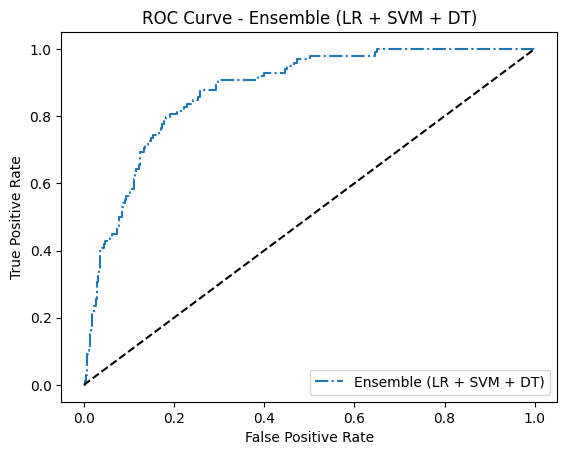 ROC Curve - Ensemble (LR + SVM + DT)
1.0
0.8
0.6
0.4
0.2
0.0
True Positive Rate
Ensemble (LR + SVM + DT)
0.0 0.2 0.4 0.6 0.8 1.0
False Positive Rate